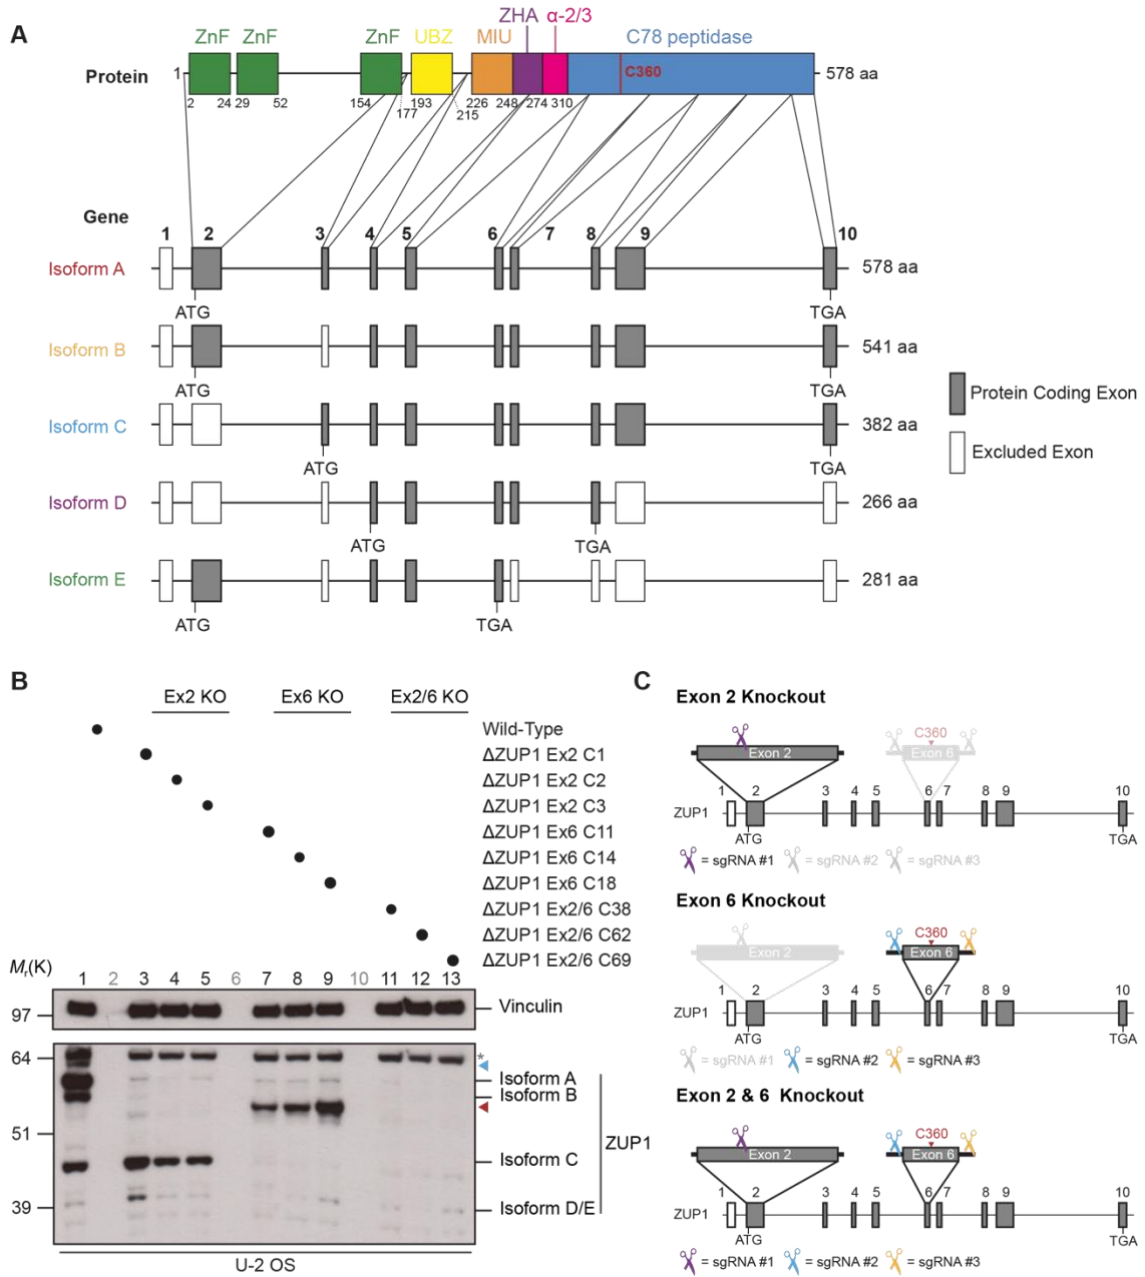 A
ZHA α-2/3
ZnF ZnF ZnF UBZ MIU C78 peptidase
Protein 1 C360 578 aa
2 24 29 52 154 177 193 215 226 248 274 310
Gene
1 2 3 4 5 6 7 8 9 10
Isoform A 578 aa
ATG TGA
Isoform B 541 aa
ATG TGA
Isoform C 382 aa
ATG TGA
Isoform D 266 aa
ATG TGA
Isoform E 281 aa
ATG TGA
Protein Coding Exon
Excluded Exon
B
Ex2 KO Ex6 KO Ex2/6 KO
Wild-Type
ΔZUP1 Ex2 C1
ΔZUP1 Ex2 C2
ΔZUP1 Ex2 C3
ΔZUP1 Ex6 C11
ΔZUP1 Ex6 C14
ΔZUP1 Ex6 C18
ΔZUP1 Ex2/6 C38
ΔZUP1 Ex2/6 C62
ΔZUP1 Ex2/6 C69
Mr(K) 1 2 3 4 5 6 7 8 9 10 11 12 13
97 Vinculin
64 *
Isoform A
Isoform B
51 ZUP1
Isoform C
39 Isoform D/E
U-2 OS
C
Exon 2 Knockout
C360
Exon 2 Exon 6
1 2 3 4 5 6 7 8 9 10
ZUP1
ATG TGA
= sgRNA #1 = sgRNA #2 = sgRNA #3
Exon 6 Knockout
C360
Exon 2 Exon 6
1 2 3 4 5 6 7 8 9 10
ZUP1
ATG TGA
= sgRNA #1 = sgRNA #2 = sgRNA #3
Exon 2 & 6 Knockout
C360
Exon 2 Exon 6
1 2 3 4 5 6 7 8 9 10
ZUP1
ATG TGA
= sgRNA #1 = sgRNA #2 = sgRNA #3